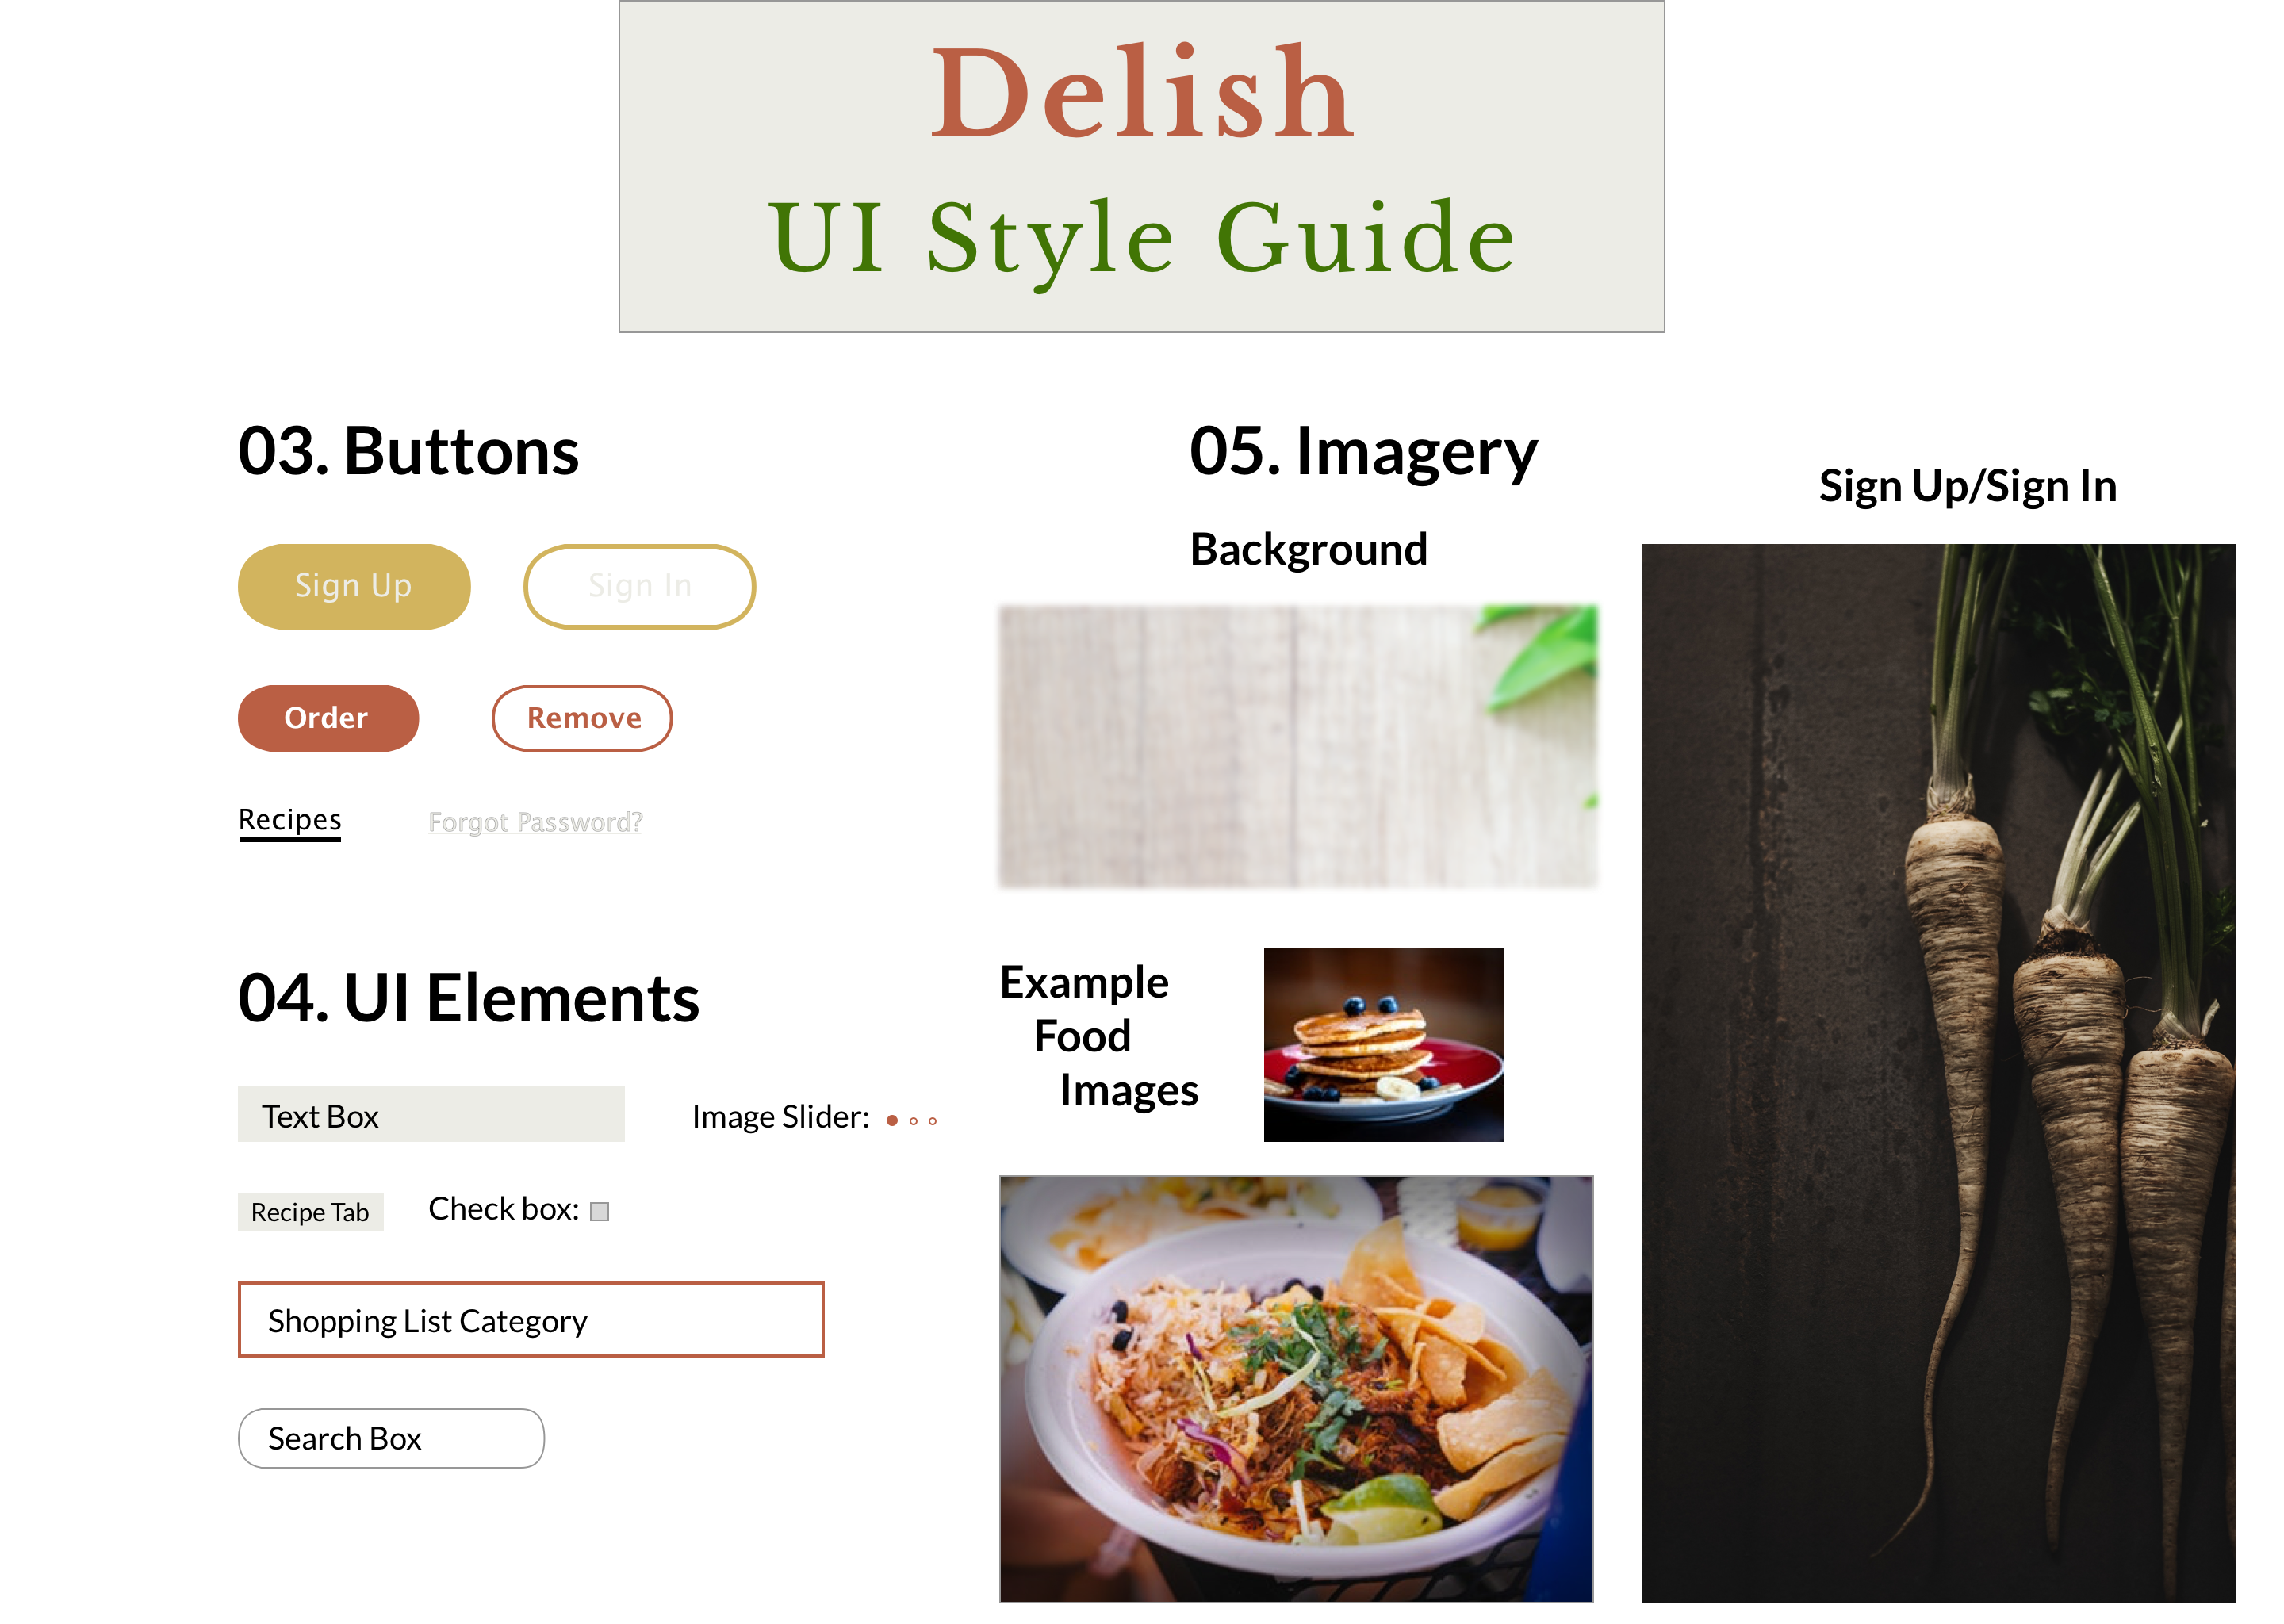 Delish
UI Style Guide
03. Buttons
Sign Up
Sign In
Order
Remove
Recipes
Forgot Password?
04. UI Elements
Text Box
Image Slider:
Recipe Tab
Check box:
Shopping List Category
Search Box
05. Imagery
Background
Example
Food
Images
Sign Up/Sign In